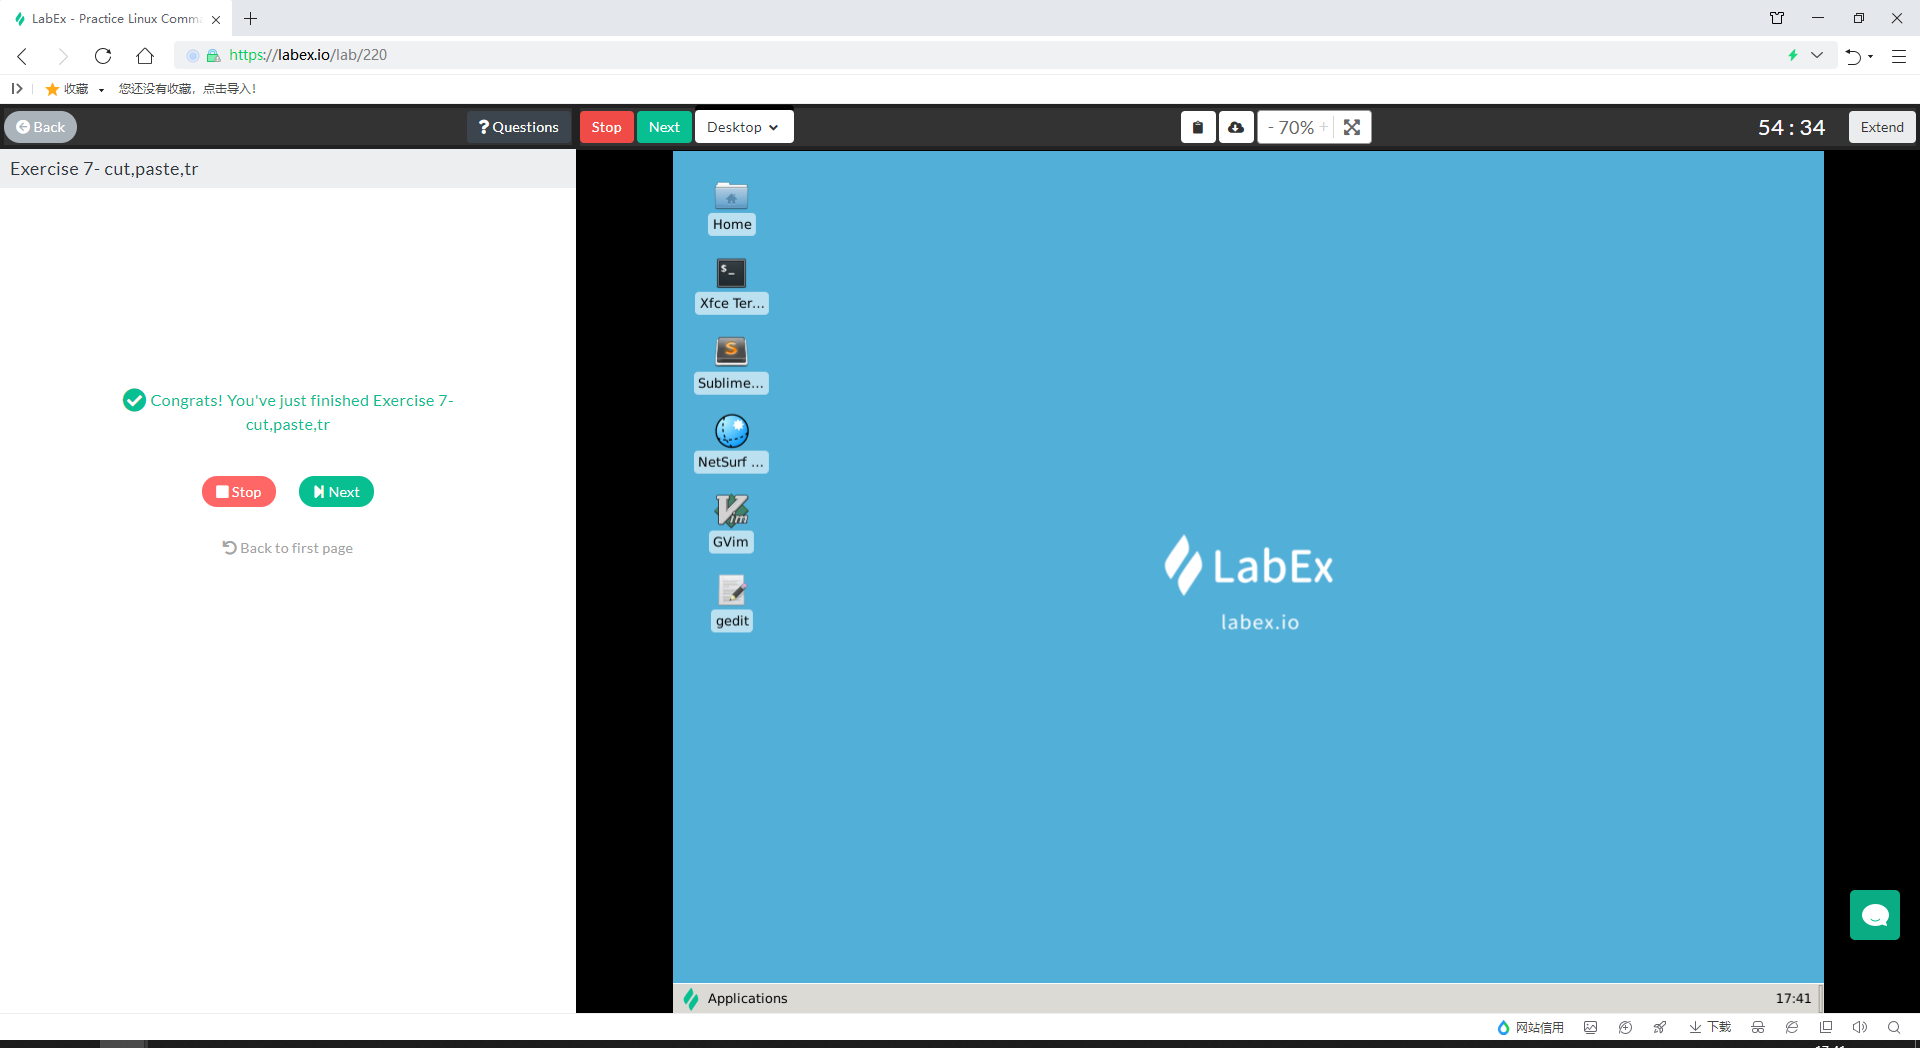 LabEx - Practice Linux Comm
https://labex.io/lab/220
收藏
您还没有收藏，点击导入！
Back
? Questions
Stop
Next
Desktop
- 70% +
54 : 34
Extend
Exercise 7- cut,paste,tr
Congrats! You've just finished Exercise 7-
cut,paste,tr
Stop
Next
Back to first page
Home
$_
Xfce Ter...
S
Sublime...
NetSurf ...
Vim
GVim
gedit
LabEx
labex.io
Applications
17:41
网站信用
下载